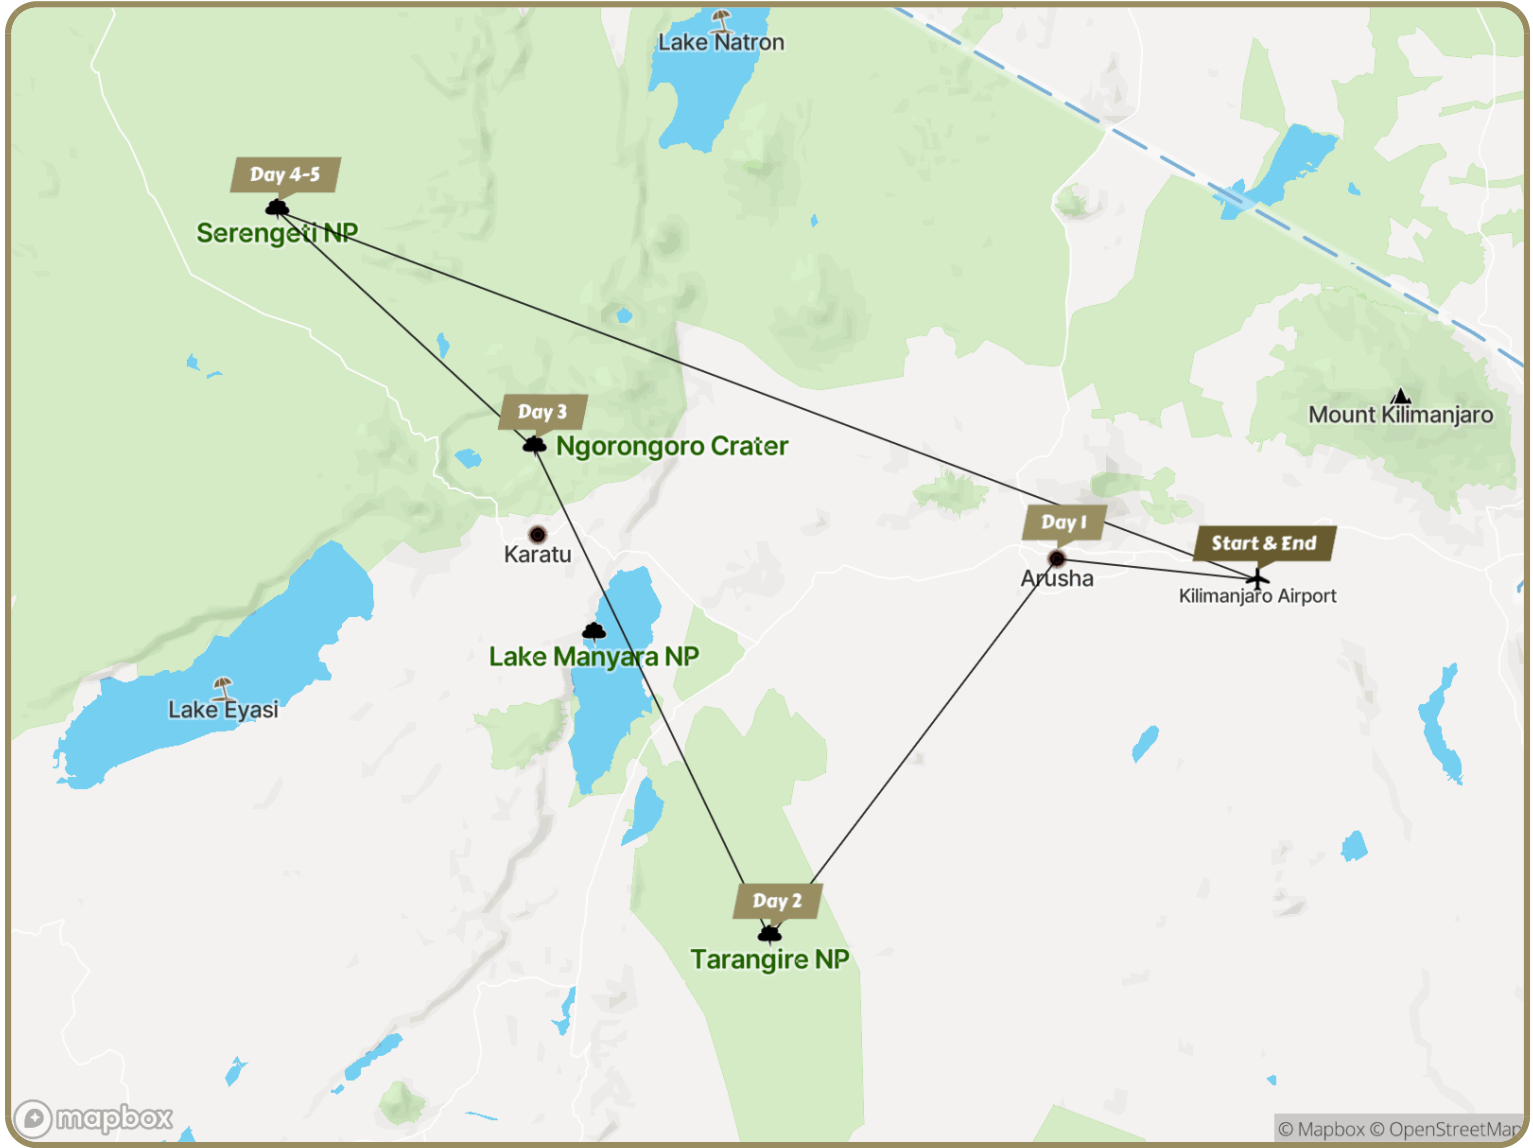 Lake Natron
Day 4-5
Serengeti NP
Mount Kilimanjaro
Day 3
Ngorongoro Crater
Day 1
Start & End
Karatu
Arusha
Kilimanjaro Airport
Lake Manyara NP
Lake Eyasi
Day 2
Tarangire NP
mapbox
© Mapbox © OpenStreetMap